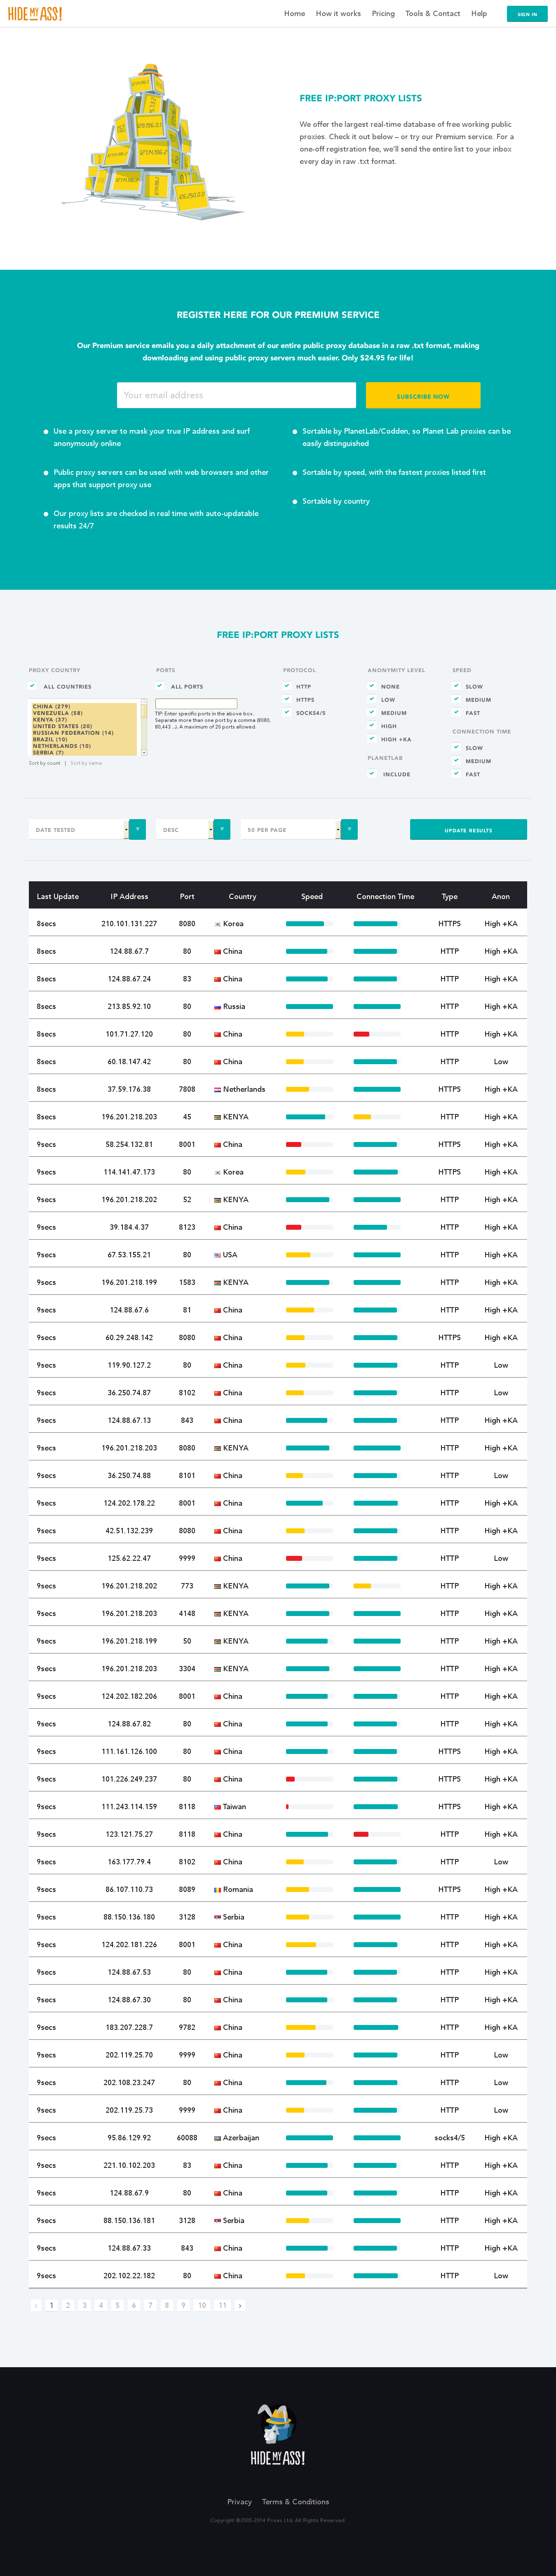 HIDE MY ASS!
Home How it works Pricing Tools & Contact Help SIGN IN
FREE IP:PORT PROXY LISTS
We offer the largest real-time database of free working public
proxies. Check it out below – or try our Premium service. For a
one-off registration fee, we'll send the entire list to your inbox
every day in raw .txt format.
REGISTER HERE FOR OUR PREMIUM SERVICE
Our Premium service emails you a daily attachment of our entire public proxy database in a raw .txt format, making
downloading and using public proxy servers much easier. Only $24.95 for life!
Your email address SUBSCRIBE NOW
Use a proxy server to mask your true IP address and surf
anonymously online
Public proxy servers can be used with web browsers and other
apps that support proxy use
Our proxy lists are checked in real time with auto-updatable
results 24/7
Sortable by PlanetLab/Codden, so Planet Lab proxies can be
easily distinguished
Sortable by speed, with the fastest proxies listed first
Sortable by country
FREE IP:PORT PROXY LISTS
PROXY COUNTRY
ALL COUNTRIES
CHINA (279)
VENEZUELA (58)
KENYA (37)
UNITED STATES (20)
RUSSIAN FEDERATION (14)
BRAZIL (10)
NETHERLANDS (10)
SERBIA (7)
Sort by count | Sort by name
PORTS
ALL PORTS
TIP: Enter specific ports in the above box.
Separate more than one port by a comma (8080,
80,443 ..). A maximum of 20 ports allowed.
PROTOCOL
HTTP
HTTPS
SOCKS4/5
ANONYMITY LEVEL
NONE
LOW
MEDIUM
HIGH
HIGH +KA
PLANETLAB
INCLUDE
SPEED
SLOW
MEDIUM
FAST
CONNECTION TIME
SLOW
MEDIUM
FAST
DATE TESTED DESC 50 PER PAGE UPDATE RESULTS
Last Update IP Address Port Country Speed Connection Time Type Anon
8secs 210.101.131.227 8080 Korea HTTPS High +KA
8secs 124.88.67.7 80 China HTTP High +KA
8secs 124.88.67.24 83 China HTTP High +KA
8secs 213.85.92.10 80 Russia HTTP High +KA
8secs 101.71.27.120 80 China HTTP High +KA
8secs 60.18.147.42 80 China HTTP Low
8secs 37.59.176.38 7808 Netherlands HTTPS High +KA
8secs 196.201.218.203 45 KENYA HTTP High +KA
9secs 58.254.132.81 8001 China HTTPS High +KA
9secs 114.141.47.173 80 Korea HTTPS High +KA
9secs 196.201.218.202 52 KENYA HTTP High +KA
9secs 39.184.4.37 8123 China HTTP High +KA
9secs 67.53.155.21 80 USA HTTP High +KA
9secs 196.201.218.199 1583 KENYA HTTP High +KA
9secs 124.88.67.6 81 China HTTP High +KA
9secs 60.29.248.142 8080 China HTTPS High +KA
9secs 119.90.127.2 80 China HTTP Low
9secs 36.250.74.87 8102 China HTTP Low
9secs 124.88.67.13 843 China HTTP High +KA
9secs 196.201.218.203 8080 KENYA HTTP High +KA
9secs 36.250.74.88 8101 China HTTP Low
9secs 124.202.178.22 8001 China HTTP High +KA
9secs 42.51.132.239 8080 China HTTP High +KA
9secs 125.62.22.47 9999 China HTTP Low
9secs 196.201.218.202 773 KENYA HTTP High +KA
9secs 196.201.218.203 4148 KENYA HTTP High +KA
9secs 196.201.218.199 50 KENYA HTTP High +KA
9secs 196.201.218.203 3304 KENYA HTTP High +KA
9secs 124.202.182.206 8001 China HTTP High +KA
9secs 124.88.67.82 80 China HTTP High +KA
9secs 111.161.126.100 80 China HTTPS High +KA
9secs 101.226.249.237 80 China HTTPS High +KA
9secs 111.243.114.159 8118 Taiwan HTTPS High +KA
9secs 123.121.75.27 8118 China HTTP High +KA
9secs 163.177.79.4 8102 China HTTP Low
9secs 86.107.110.73 8089 Romania HTTPS High +KA
9secs 88.150.136.180 3128 Serbia HTTP High +KA
9secs 124.202.181.226 8001 China HTTP High +KA
9secs 124.88.67.53 80 China HTTP High +KA
9secs 124.88.67.30 80 China HTTP High +KA
9secs 183.207.228.7 9782 China HTTP High +KA
9secs 202.119.25.70 9999 China HTTP Low
9secs 202.108.23.247 80 China HTTP Low
9secs 202.119.25.73 9999 China HTTP Low
9secs 95.86.129.92 60088 Azerbaijan socks4/5 High +KA
9secs 221.10.102.203 83 China HTTP High +KA
9secs 124.88.67.9 80 China HTTP High +KA
9secs 88.150.136.181 3128 Serbia HTTP High +KA
9secs 124.88.67.33 843 China HTTP High +KA
9secs 202.102.22.182 80 China HTTP Low
‹ 1 2 3 4 5 6 7 8 9 10 11 ›
HIDE MY ASS!
Privacy Terms & Conditions
Copyright ©2005-2014 Privax Ltd. All Rights Reserved.